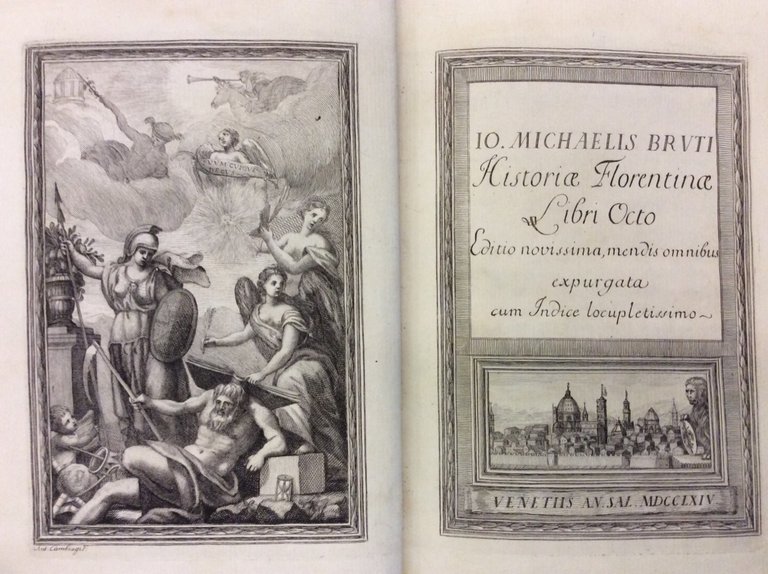 IO. MICHAELIS BRVTI
Historiæ Florentinæ
Libri Octo
Editio novissima, mendis omnibus
expurgata
cum Indice locupletissimo
VENETIIS AN. SAL. MDCCLXIV.